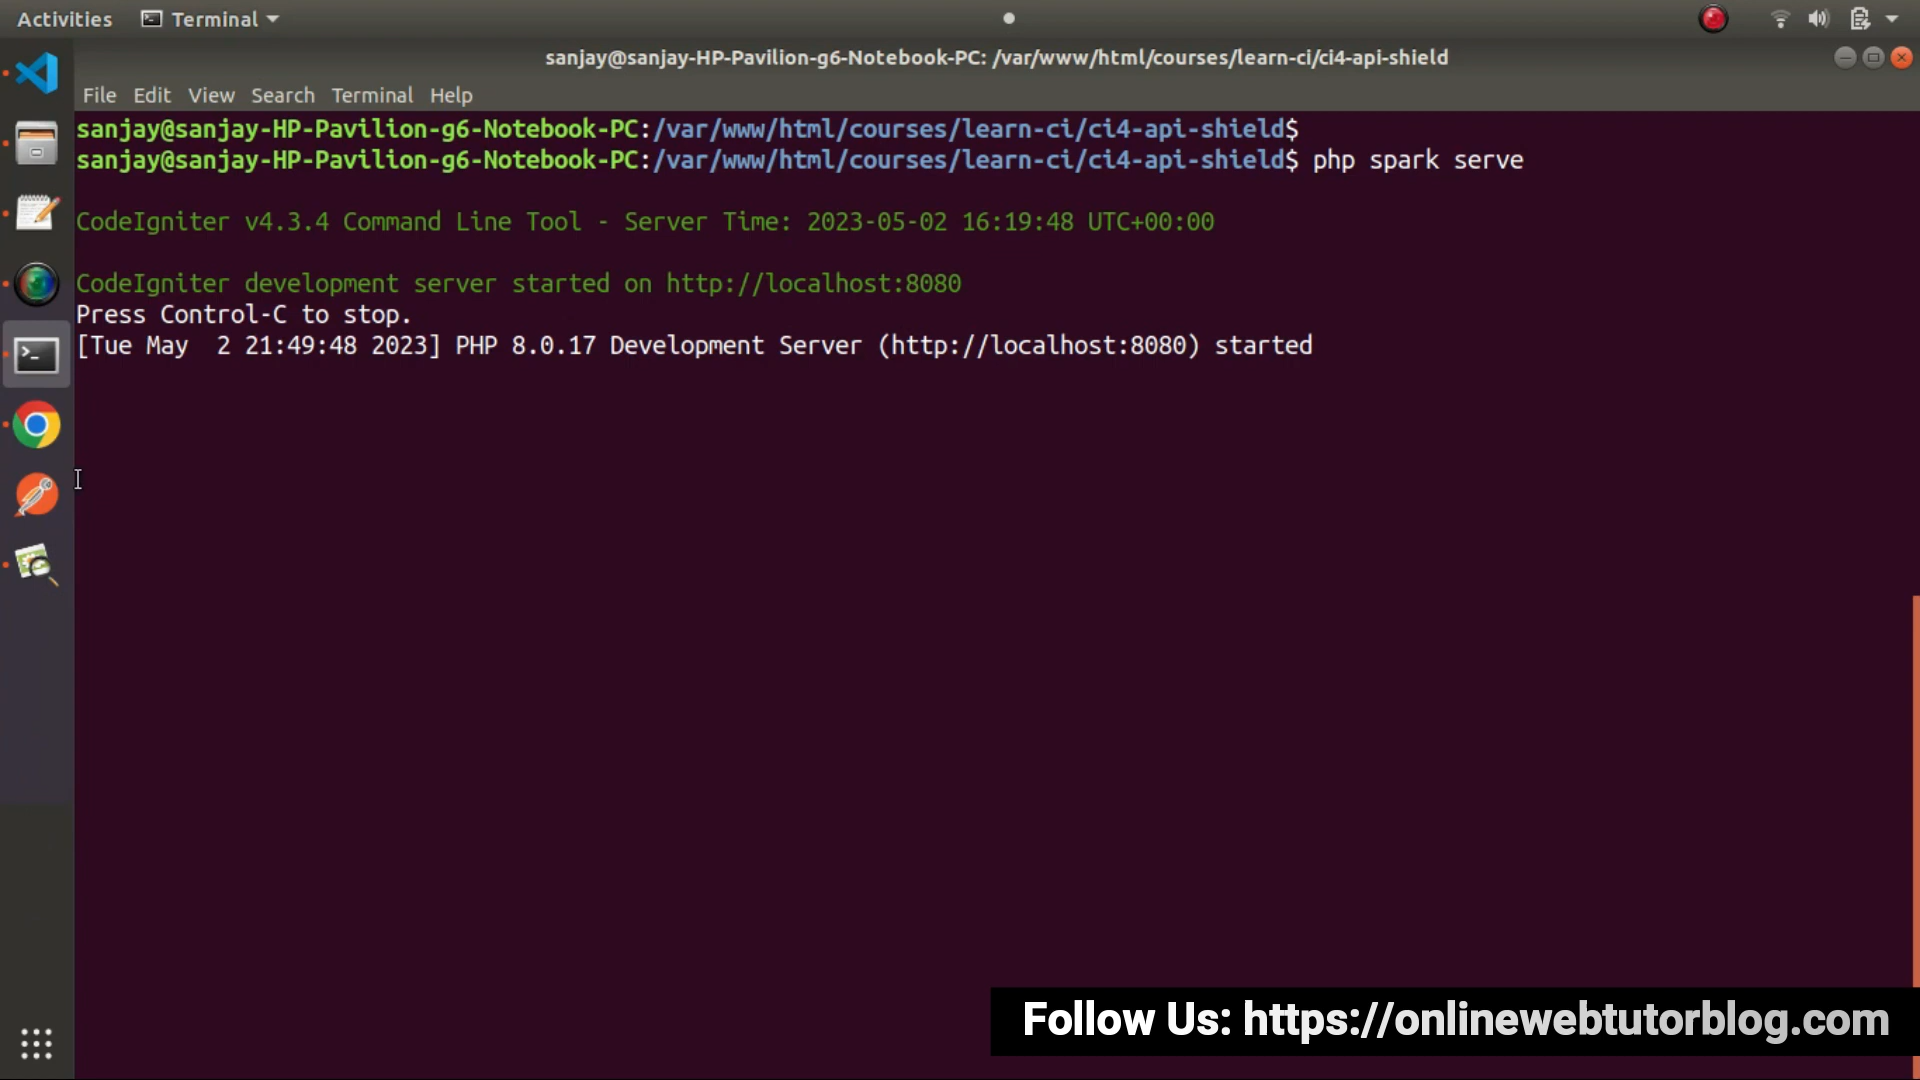 Activities Terminal
sanjay@sanjay-HP-Pavilion-g6-Notebook-PC: /var/www/html/courses/learn-ci/ci4-api-shield
File Edit View Search Terminal Help
sanjay@sanjay-HP-Pavilion-g6-Notebook-PC:/var/www/html/courses/learn-ci/ci4-api-shield$
sanjay@sanjay-HP-Pavilion-g6-Notebook-PC:/var/www/html/courses/learn-ci/ci4-api-shield$ php spark serve
CodeIgniter v4.3.4 Command Line Tool - Server Time: 2023-05-02 16:19:48 UTC+00:00
CodeIgniter development server started on http://localhost:8080
Press Control-C to stop.
[Tue May  2 21:49:48 2023] PHP 8.0.17 Development Server (http://localhost:8080) started
Follow Us: https://onlinewebtutorblog.com